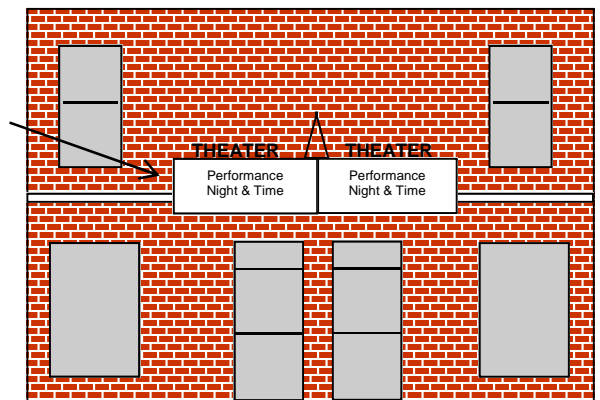 THEATER THEATER
Performance Performance
Night & Time Night & Time